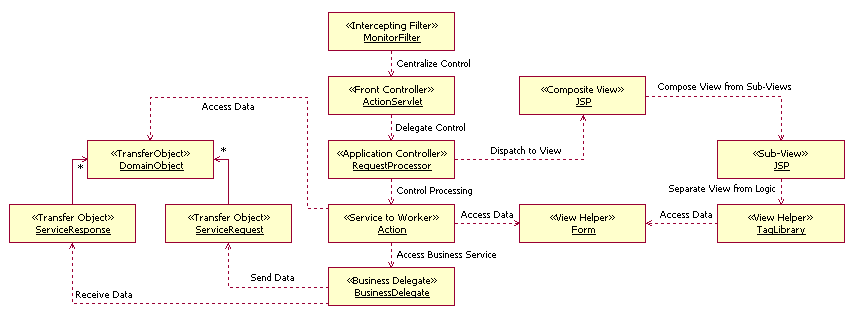 «Intercepting Filter»
MonitorFilter
Centralize Control
«Front Controller»
ActionServlet
«Composite View»
JSP
Compose View from Sub-Views
Access Data
Delegate Control
«TransferObject»
DomainObject
*
*
«Application Controller»
RequestProcessor
Dispatch to View
«Sub-View»
JSP
Control Processing
Separate View from Logic
«Transfer Object»
ServiceResponse
«Transfer Object»
ServiceRequest
«Service to Worker»
Action
Access Data
«View Helper»
Form
Access Data
«View Helper»
TagLibrary
Access Business Service
Send Data
«Business Delegate»
BusinessDelegate
Receive Data